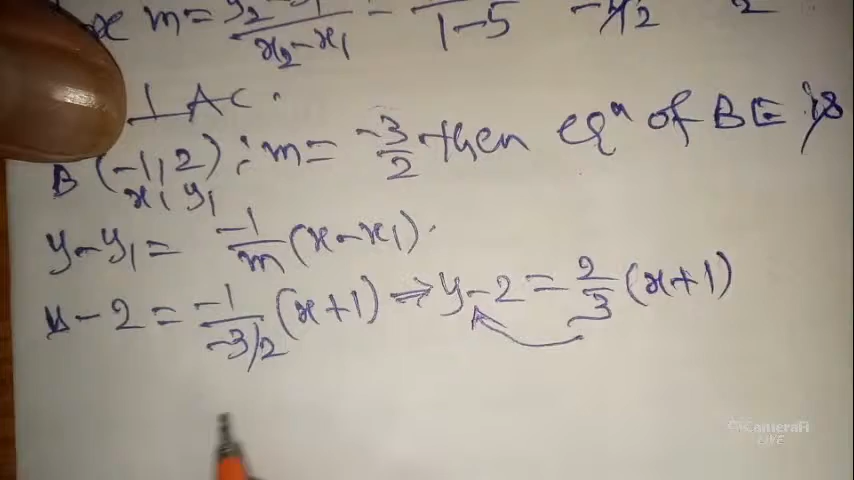 m = y2 - y1 / x2 - x1 = / 1-5
⊥ AC.
B (-1, 2) ; m = -3/2 then eqn of BE is
x1 y1
y - y1 = -1/m (x - x1).
y - 2 = -1/-3/2 (x+1) ⇒ y - 2 = 2/3 (x+1)
CameraFi
LIVE